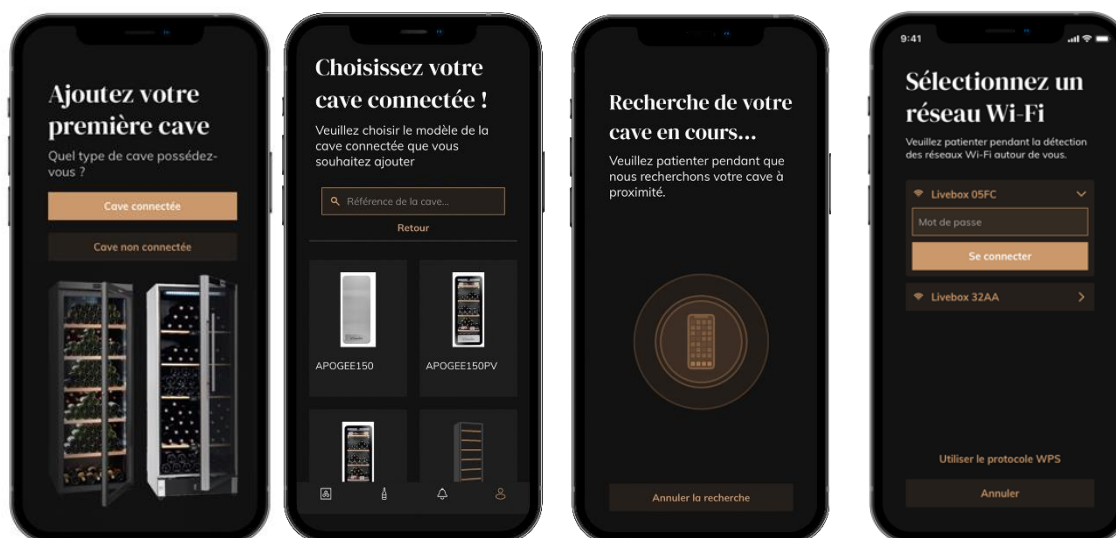 Ajoutez votre
première cave
Quel type de cave possédez-
vous ?
Cave connectée
Cave non connectée
Choisissez votre
cave connectée !
Veuillez choisir le modèle de la
cave connectée que vous
souhaitez ajouter
Référence de la cave...
Retour
APOGEE150
APOGEE150PV
Recherche de votre
cave en cours...
Veuillez patienter pendant que
nous recherchons votre cave à
proximité.
Annuler la recherche
9:41
Sélectionnez un
réseau Wi-Fi
Veuillez patienter pendant la détection
des réseaux Wi-Fi autour de vous.
Livebox 05FC
Mot de passe
Se connecter
Livebox 32AA
Utiliser le protocole WPS
Annuler